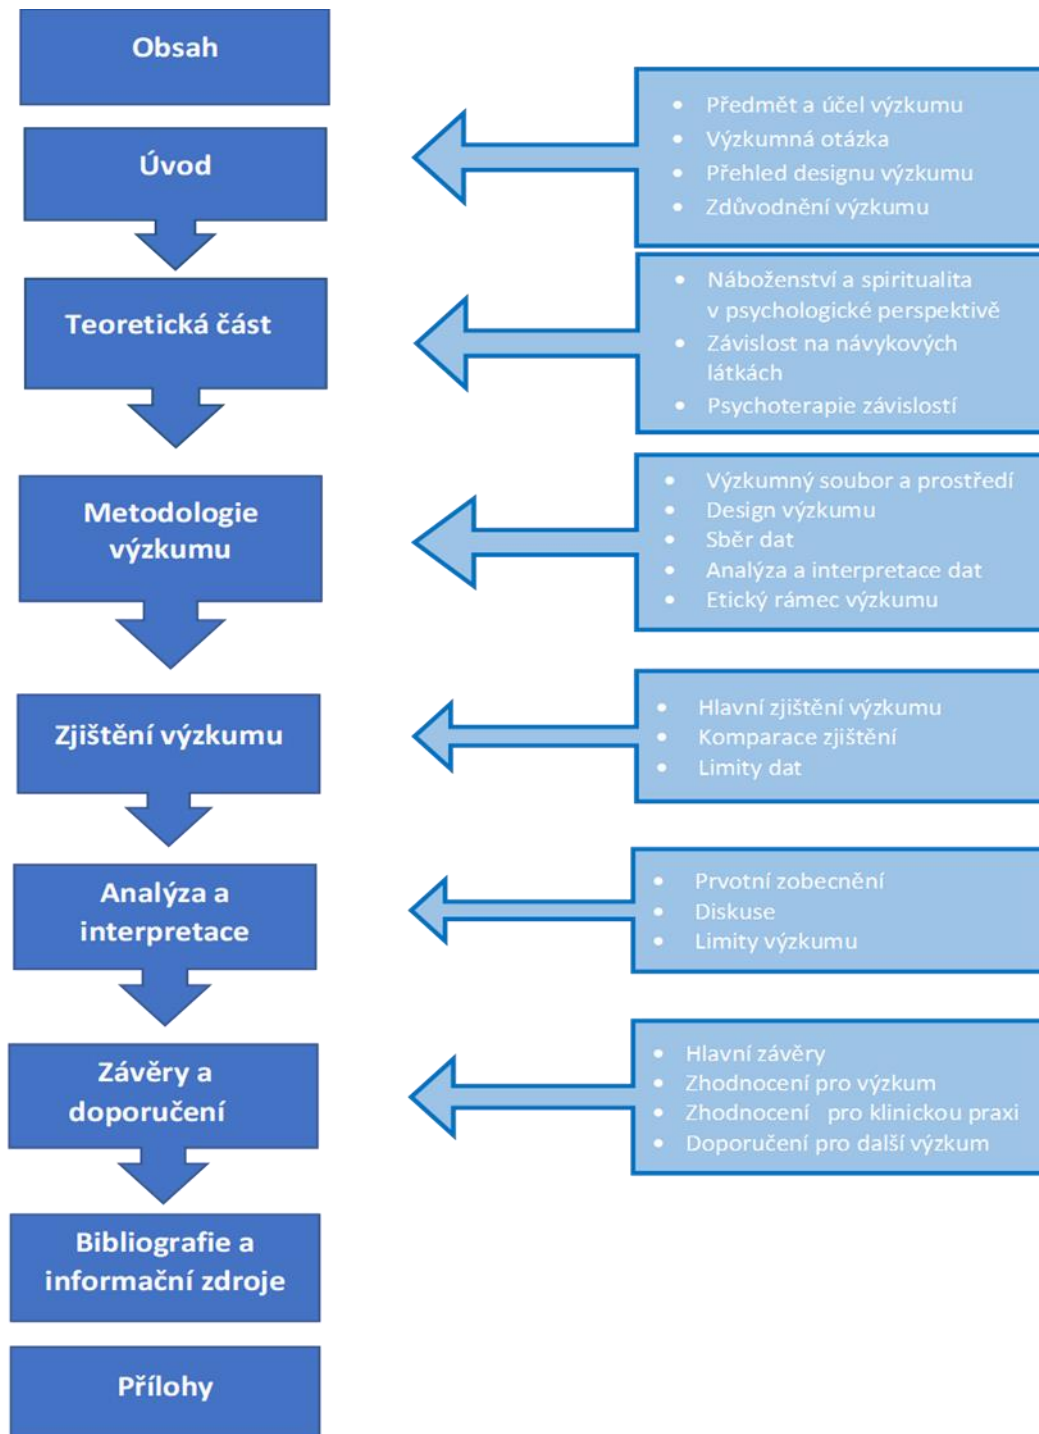 Obsah
Úvod
• Předmět a účel výzkumu
• Výzkumná otázka
• Přehled designu výzkumu
• Zdůvodnění výzkumu
Teoretická část
• Náboženství a spiritualita
v psychologické perspektivě
• Závislost na návykových
látkách
• Psychoterapie závislostí
Metodologie
výzkumu
• Výzkumný soubor a prostředí
• Design výzkumu
• Sběr dat
• Analýza a interpretace dat
• Etický rámec výzkumu
Zjištění výzkumu
• Hlavní zjištění výzkumu
• Komparace zjištění
• Limity dat
Analýza a
interpretace
• Prvotní zobecnění
• Diskuse
• Limity výzkumu
Závěry a
doporučení
• Hlavní závěry
• Zhodnocení pro výzkum
• Zhodnocení pro klinickou praxi
• Doporučení pro další výzkum
Bibliografie a
informační zdroje
Přílohy